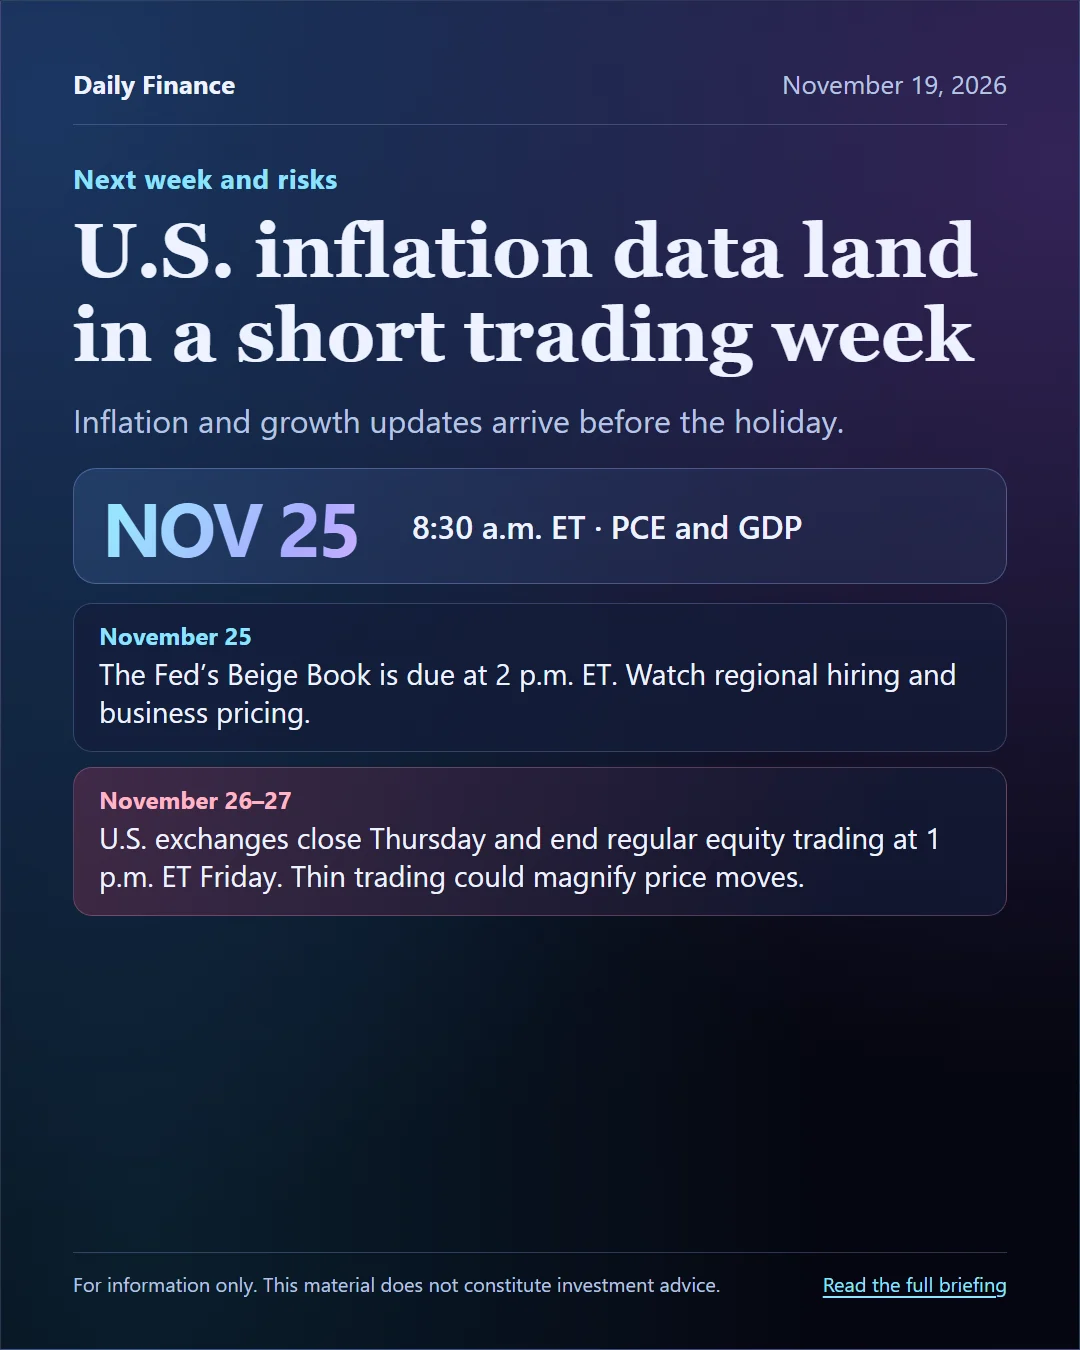 Daily Finance
November 19, 2026
Next week and risks
U.S. inflation data land
in a short trading week
Inflation and growth updates arrive before the holiday.
NOV 25
8:30 a.m. ET · PCE and GDP
November 25
The Fed’s Beige Book is due at 2 p.m. ET. Watch regional hiring and
business pricing.
November 26–27
U.S. exchanges close Thursday and end regular equity trading at 1
p.m. ET Friday. Thin trading could magnify price moves.
For information only. This material does not constitute investment advice.
Read the full briefing